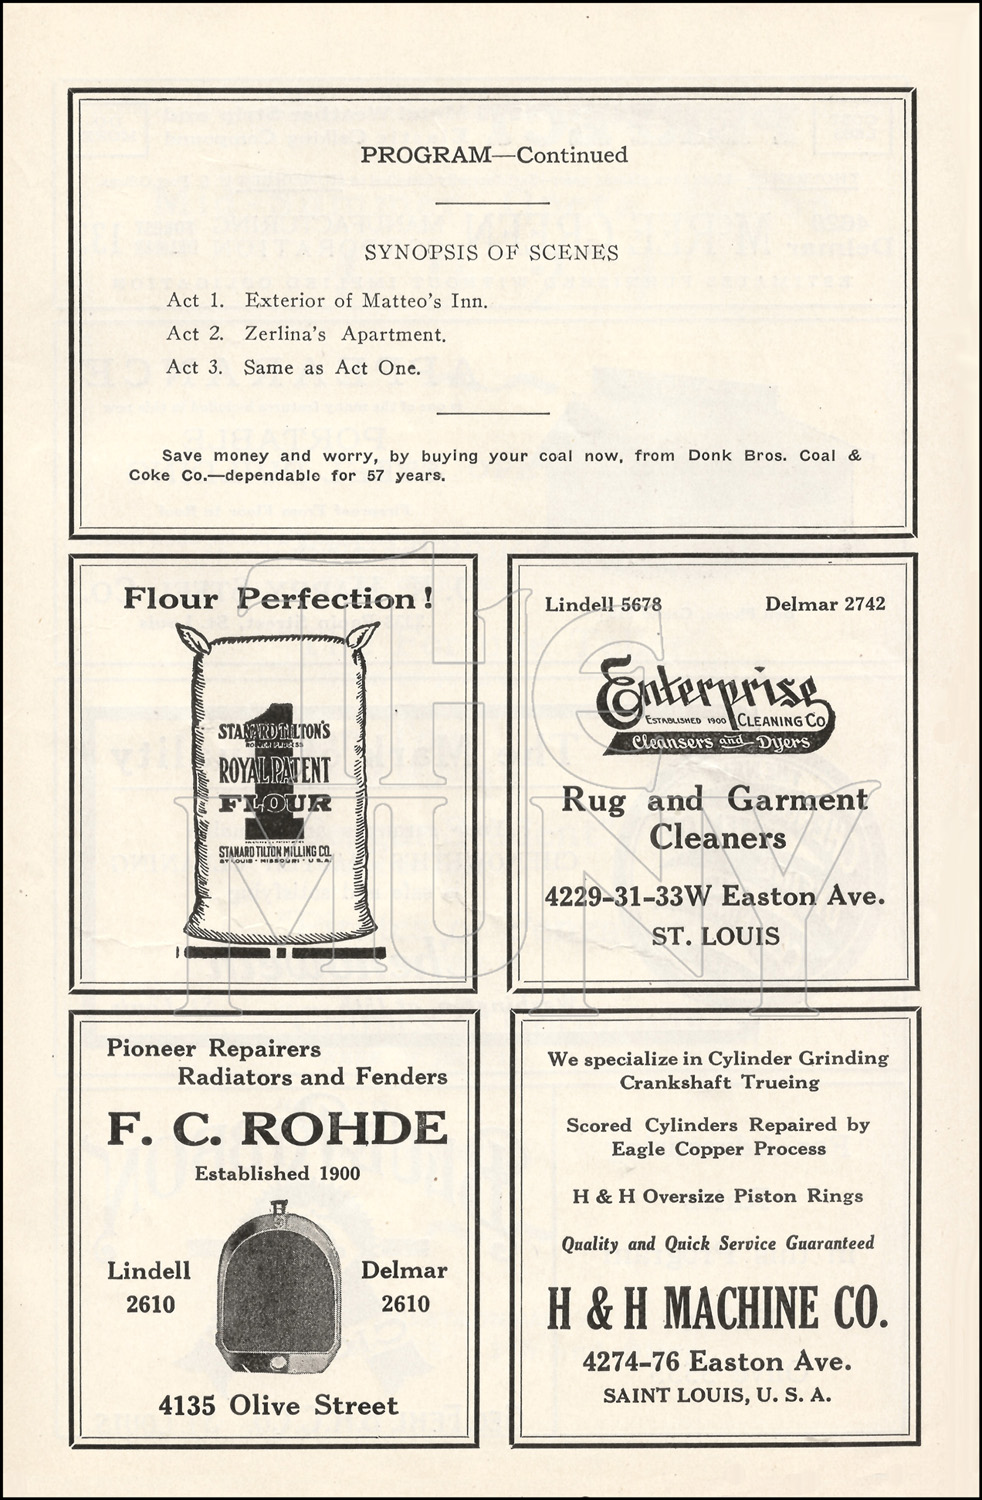 PROGRAM—Continued
SYNOPSIS OF SCENES
Act 1. Exterior of Matteo's Inn.
Act 2. Zerlina's Apartment.
Act 3. Same as Act One.
Save money and worry, by buying your coal now, from Donk Bros. Coal &
Coke Co.—dependable for 57 years.
Flour Perfection!
1
STANARD TILTON'S
ROYAL PATENT
FLOUR
STANARD TILTON MILLING CO.
ST LOUIS · MISSOURI · U.S.A.
Lindell 5678 Delmar 2742
Enterprise
ESTABLISHED 1900 CLEANING CO
Cleansers and Dyers
Rug and Garment
Cleaners
4229-31-33W Easton Ave.
ST. LOUIS
Pioneer Repairers
Radiators and Fenders
F. C. ROHDE
Established 1900
Lindell Delmar
2610 2610
4135 Olive Street
We specialize in Cylinder Grinding
Crankshaft Trueing
Scored Cylinders Repaired by
Eagle Copper Process
H & H Oversize Piston Rings
Quality and Quick Service Guaranteed
H & H MACHINE CO.
4274-76 Easton Ave.
SAINT LOUIS, U. S. A.
THE
MUNY